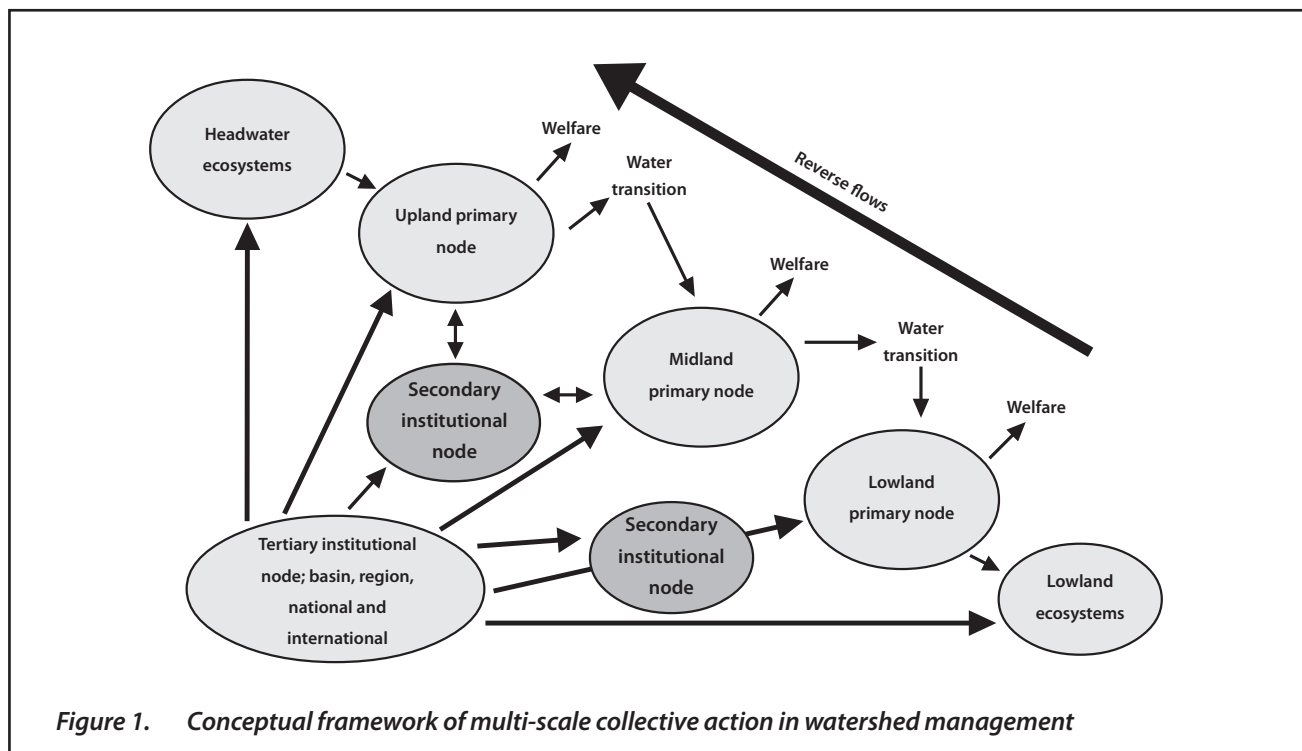 Headwater
ecosystems
Welfare
Water
transition
Reverse flows
Upland primary
node
Welfare
Water
transition
Midland
primary node
Secondary
institutional
node
Welfare
Lowland
primary node
Secondary
institutional
node
Tertiary institutional
node; basin, region,
national and
international
Lowland
ecosystems
Figure 1. Conceptual framework of multi-scale collective action in watershed management